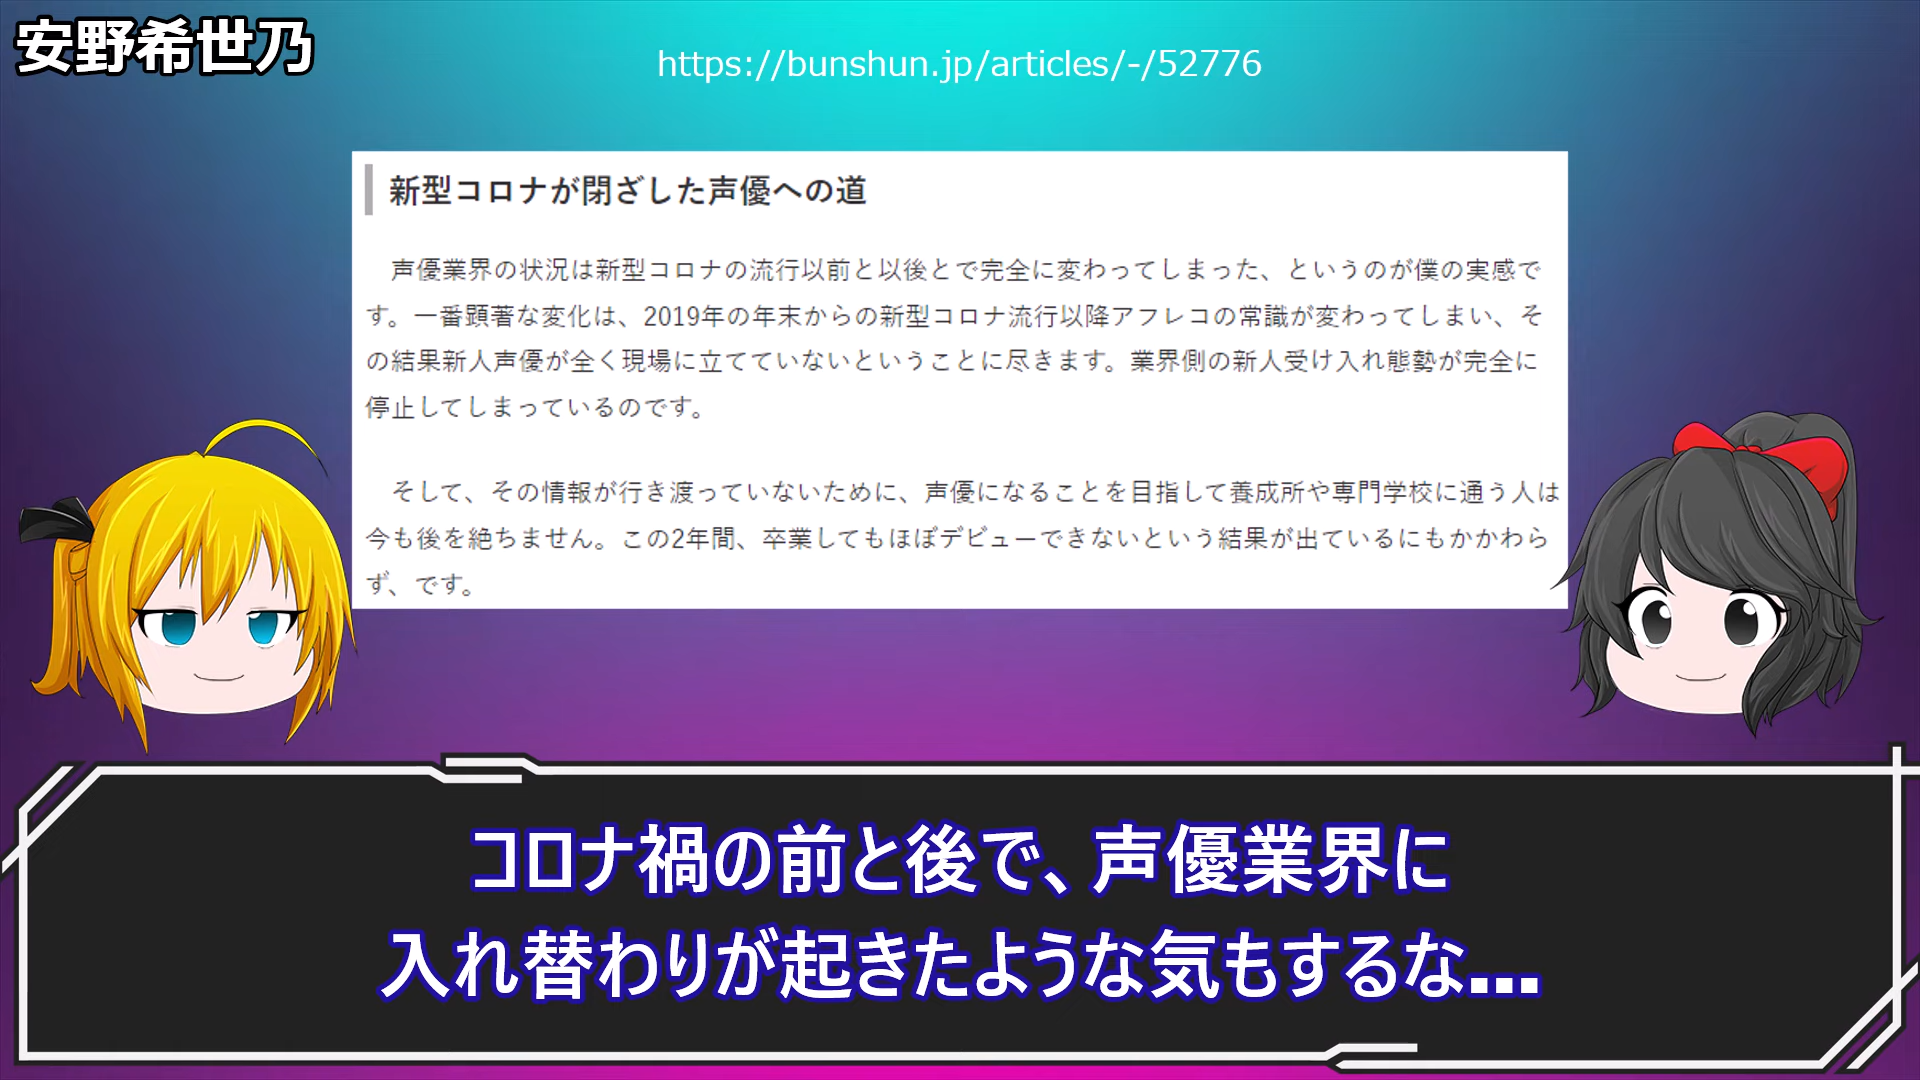 安野希世乃
https://bunshun.jp/articles/-/52776
新型コロナが閉ざした声優への道
声優業界の状況は新型コロナの流行以前と以後とで完全に変わってしまった、というのが僕の実感で
す。一番顕著な変化は、2019年の年末からの新型コロナ流行以降アフレコの常識が変わってしまい、そ
の結果新人声優が全く現場に立てていないということに尽きます。業界側の新人受け入れ態勢が完全に
停止してしまっているのです。
そして、その情報が行き渡っていないために、声優になることを目指して養成所や専門学校に通う人は
今も後を絶ちません。この2年間、卒業してもほぼデビューできないという結果が出ているにもかかわら
ず、です。
コロナ禍の前と後で、声優業界に
入れ替わりが起きたような気もするな…